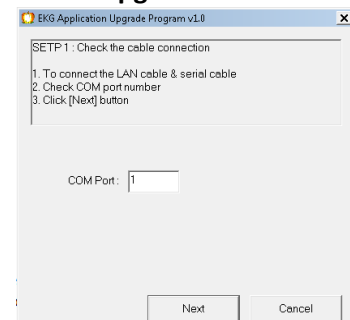 EKG Application Upgrade Program v1.0
SETP 1 : Check the cable connection
1. To connect the LAN cable & serial cable
2. Check COM port number
3. Click [Next] button
COM Port : 1
Next Cancel